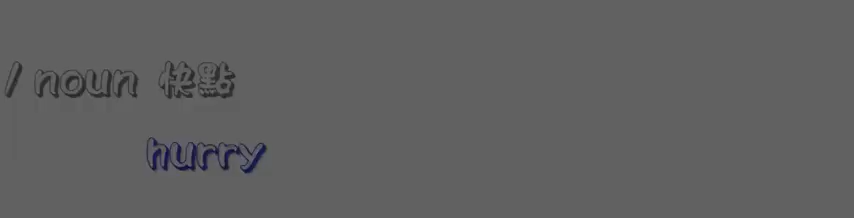 / noun 快點
hurry